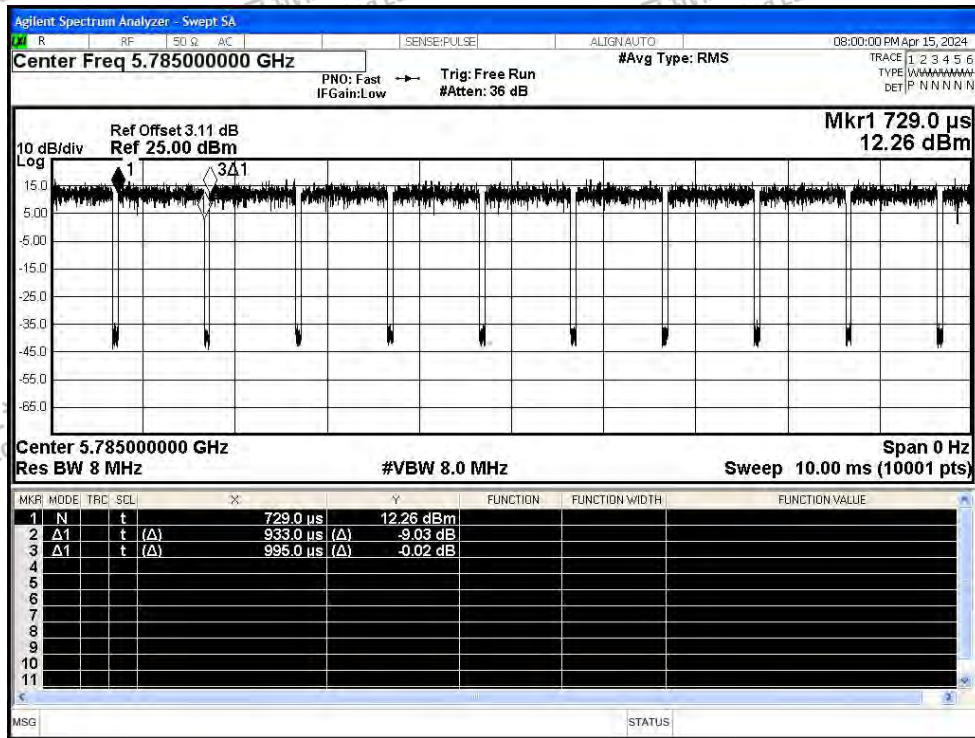 Agilent Spectrum Analyzer - Swept SA
R RF 50 Ω AC SENSE:PULSE ALIGN AUTO 08:00:00 PM Apr 15, 2024
Center Freq 5.785000000 GHz #Avg Type: RMS TRACE 1 2 3 4 5 6
PNO: Fast Trig: Free Run TYPE
IFGain:Low #Atten: 36 dB DET P N N N N N
Mkr1 729.0 µs
Ref Offset 3.11 dB
10 dB/div Ref 25.00 dBm 12.26 dBm
Log
1 3Δ1
15.0
5.00
-5.00
-15.0
-25.0
-35.0
-45.0
-55.0
-65.0
Center 5.785000000 GHz Span 0 Hz
Res BW 8 MHz #VBW 8.0 MHz Sweep 10.00 ms (10001 pts)
MKR MODE TRC SCL X Y FUNCTION FUNCTION WIDTH FUNCTION VALUE
1 N t 729.0 µs 12.26 dBm
2 Δ1 t (Δ) 933.0 µs (Δ) -9.03 dB
3 Δ1 t (Δ) 995.0 µs (Δ) -0.02 dB
4
5
6
7
8
9
10
11
MSG STATUS